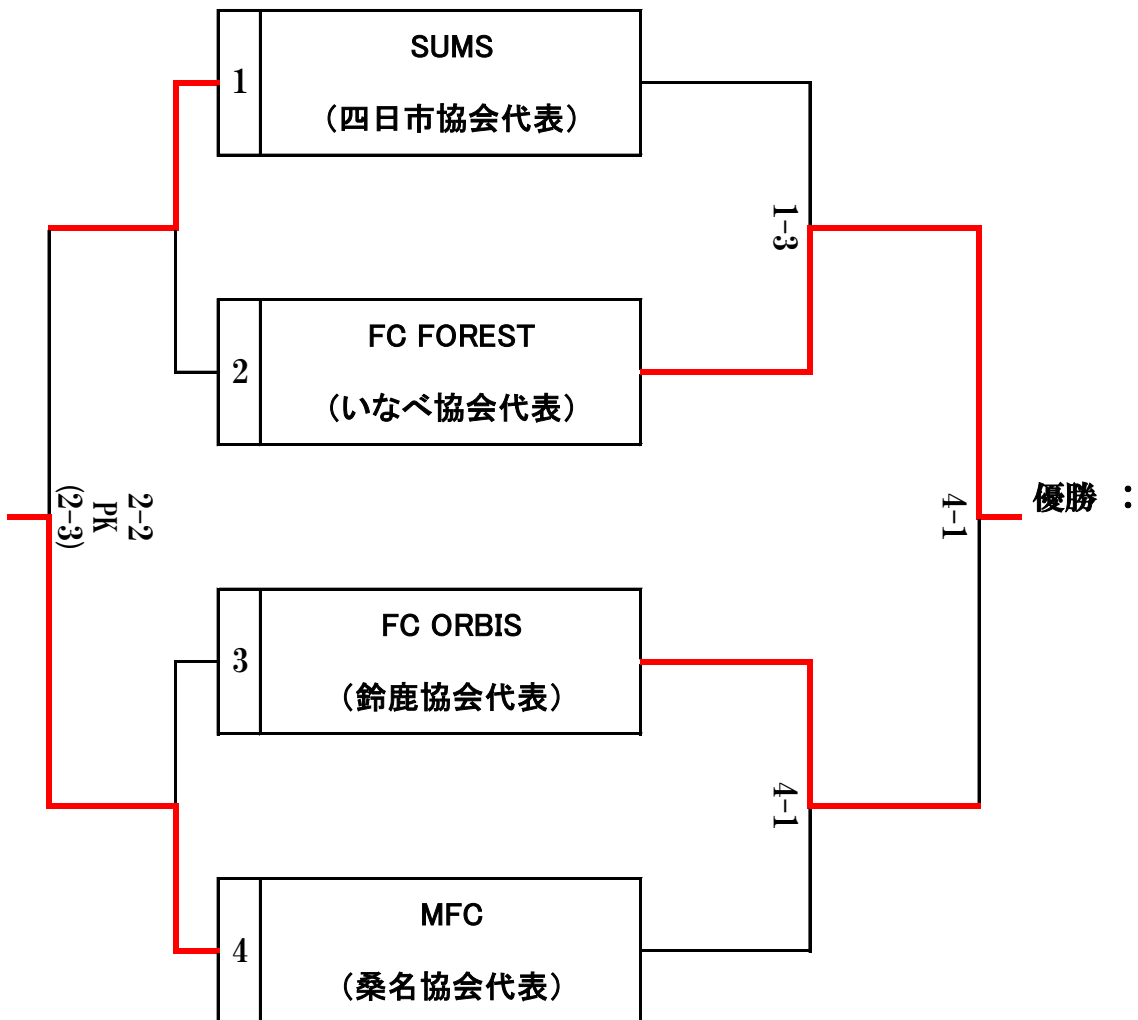 SUMS
1
（四日市協会代表）
1-3
FC FOREST
2
（いなべ協会代表）
2-2
PK
(2-3)
4-1
優勝 ：
FC ORBIS
3
（鈴鹿協会代表）
4-1
MFC
4
（桑名協会代表）